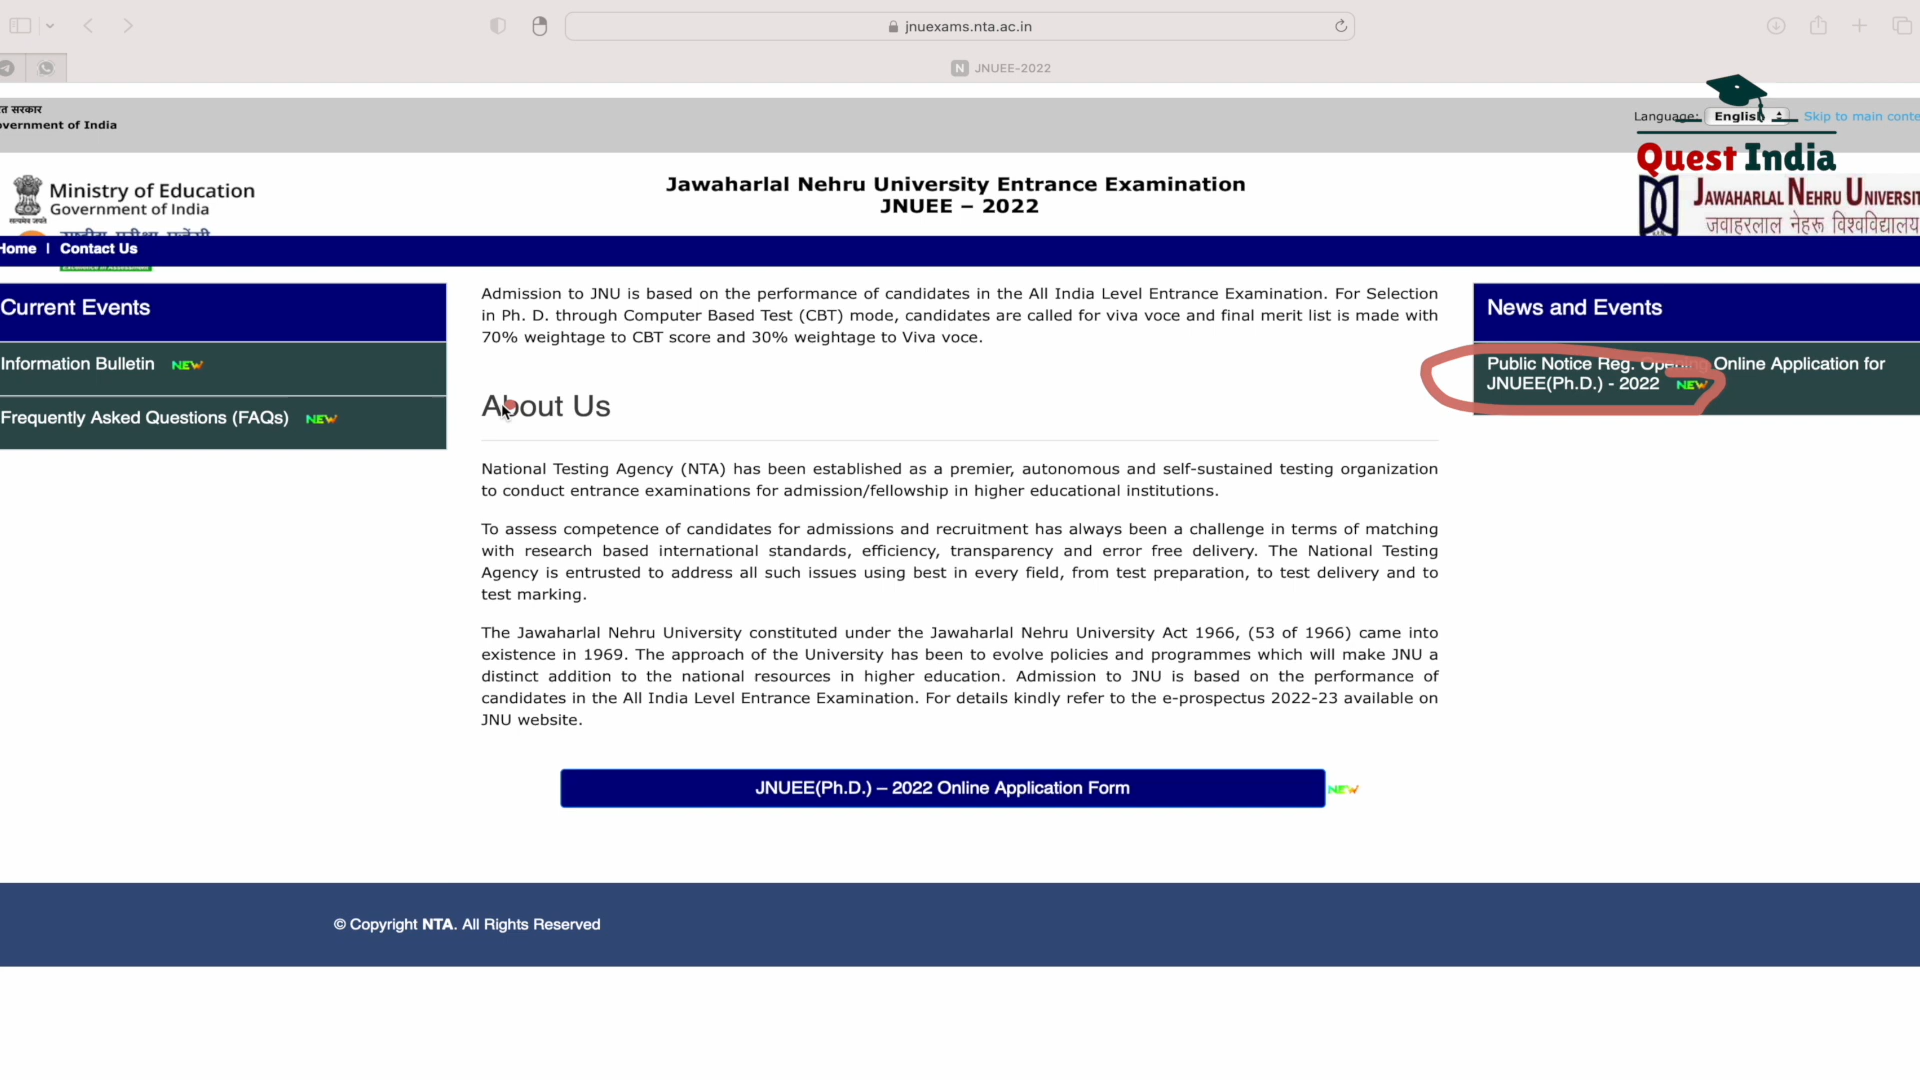 jnuexams.nta.ac.in
N JNUEE-2022
त सरकार
vernment of India
Language: English
Skip to main conte
Quest India
सत्यमेव जयते
Ministry of Education
Government of India
Jawaharlal Nehru University Entrance Examination
JNUEE – 2022
JAWAHARLAL NEHRU UNIVERSIT
जवाहरलाल नेहरू विश्वविद्यालय
Home | Contact Us
Excellence in Assessment
Current Events
Information Bulletin NEW
Frequently Asked Questions (FAQs) NEW
Admission to JNU is based on the performance of candidates in the All India Level Entrance Examination. For Selection
in Ph. D. through Computer Based Test (CBT) mode, candidates are called for viva voce and final merit list is made with
70% weightage to CBT score and 30% weightage to Viva voce.
About Us
National Testing Agency (NTA) has been established as a premier, autonomous and self-sustained testing organization
to conduct entrance examinations for admission/fellowship in higher educational institutions.
To assess competence of candidates for admissions and recruitment has always been a challenge in terms of matching
with research based international standards, efficiency, transparency and error free delivery. The National Testing
Agency is entrusted to address all such issues using best in every field, from test preparation, to test delivery and to
test marking.
The Jawaharlal Nehru University constituted under the Jawaharlal Nehru University Act 1966, (53 of 1966) came into
existence in 1969. The approach of the University has been to evolve policies and programmes which will make JNU a
distinct addition to the national resources in higher education. Admission to JNU is based on the performance of
candidates in the All India Level Entrance Examination. For details kindly refer to the e-prospectus 2022-23 available on
JNU website.
JNUEE(Ph.D.) – 2022 Online Application Form NEW
News and Events
Public Notice Reg. Opening Online Application for
JNUEE(Ph.D.) - 2022 NEW
© Copyright NTA. All Rights Reserved